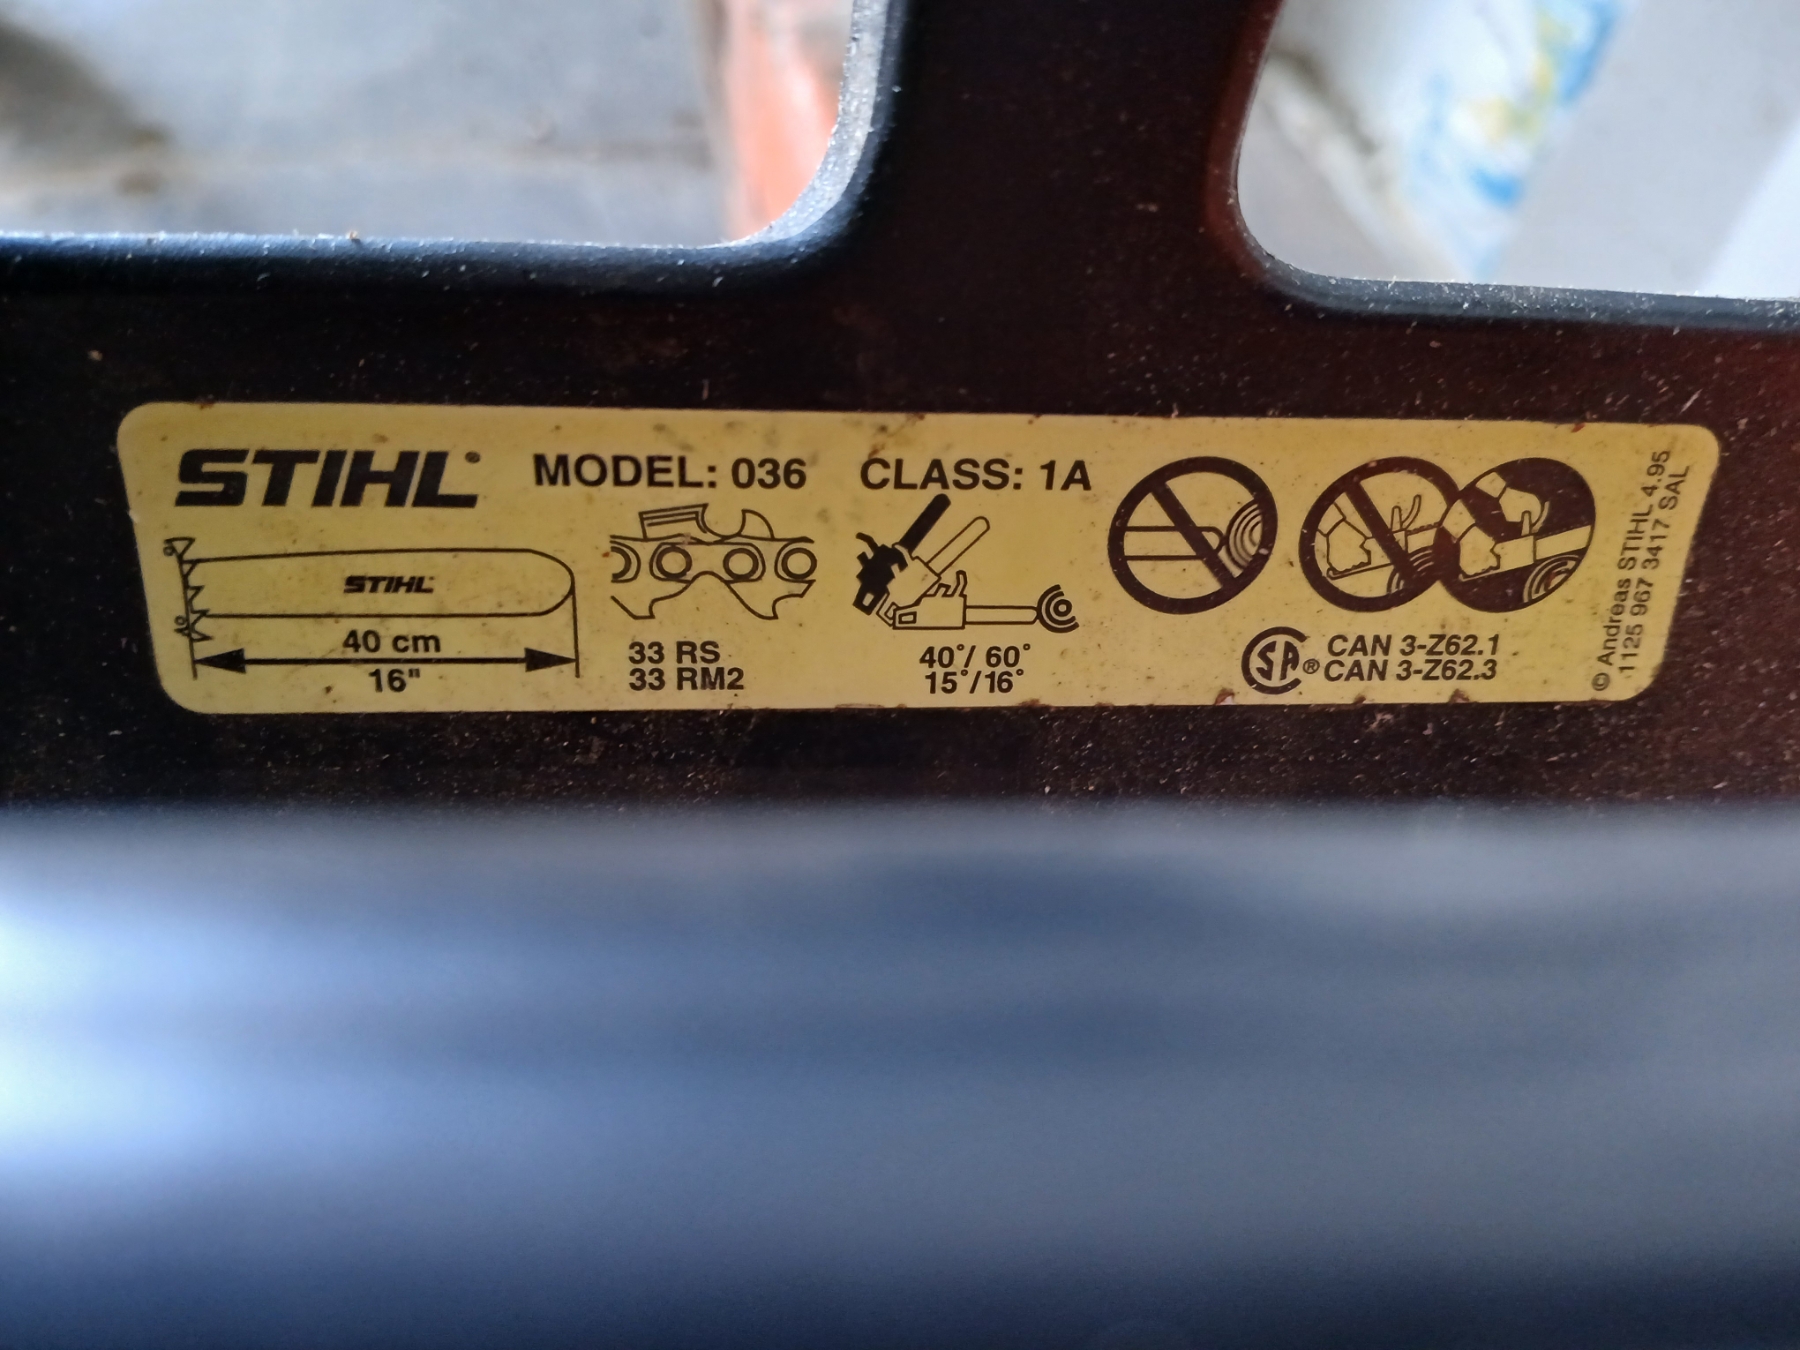 STIHL MODEL: 036 CLASS: 1A
STIHL
40 cm
16"
33 RS
33 RM2
40°/ 60°
15°/16°
CSA® CAN 3-Z62.1
CAN 3-Z62.3
© Andreas STIHL 4.95
1125 967 3417 SAL